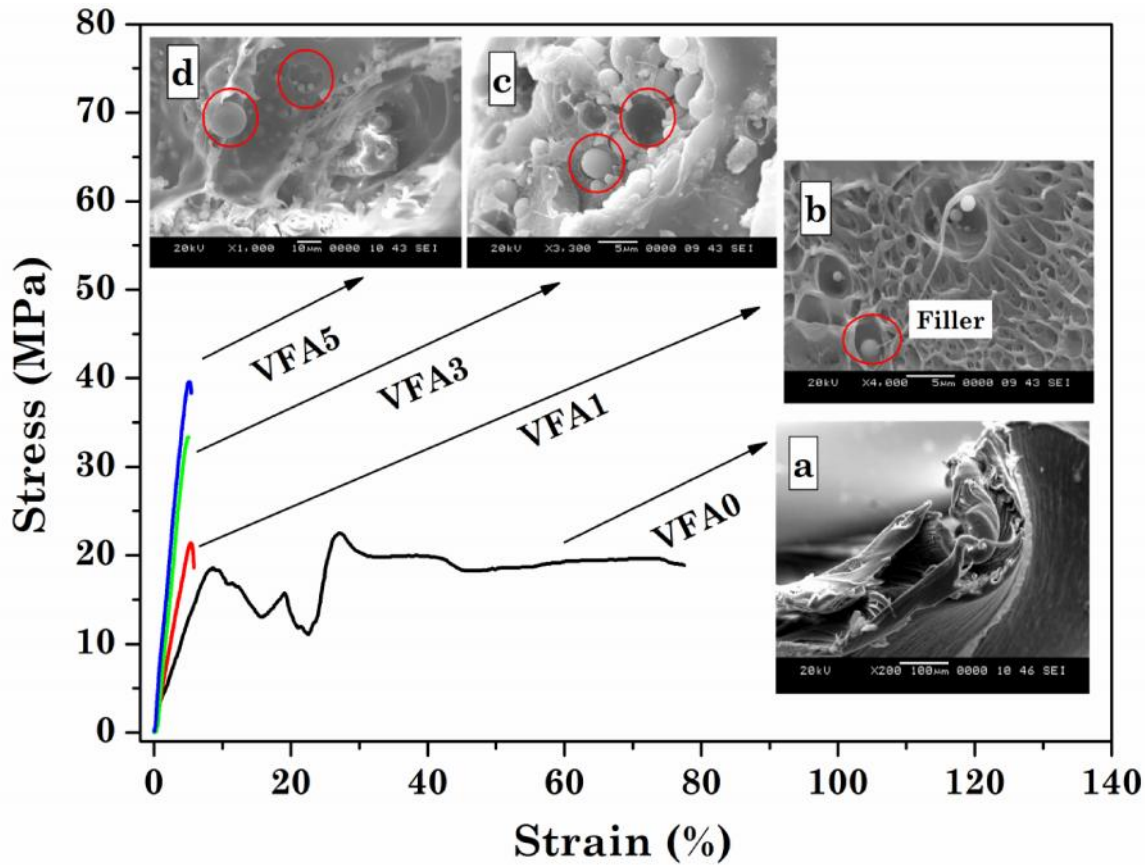 80
70
60
50
40
30
20
10
0
Stress (MPa)
d
20kV X1,000 10μm 0000 10 43 SEI
c
20kV X3,300 5μm 0000 09 43 SEI
b
Filler
20kV X4,000 5μm 0000 09 43 SEI
a
20kV X200 100μm 0000 10 46 SEI
VFA5
VFA3
VFA1
VFA0
0 20 40 60 80 100 120 140
Strain (%)